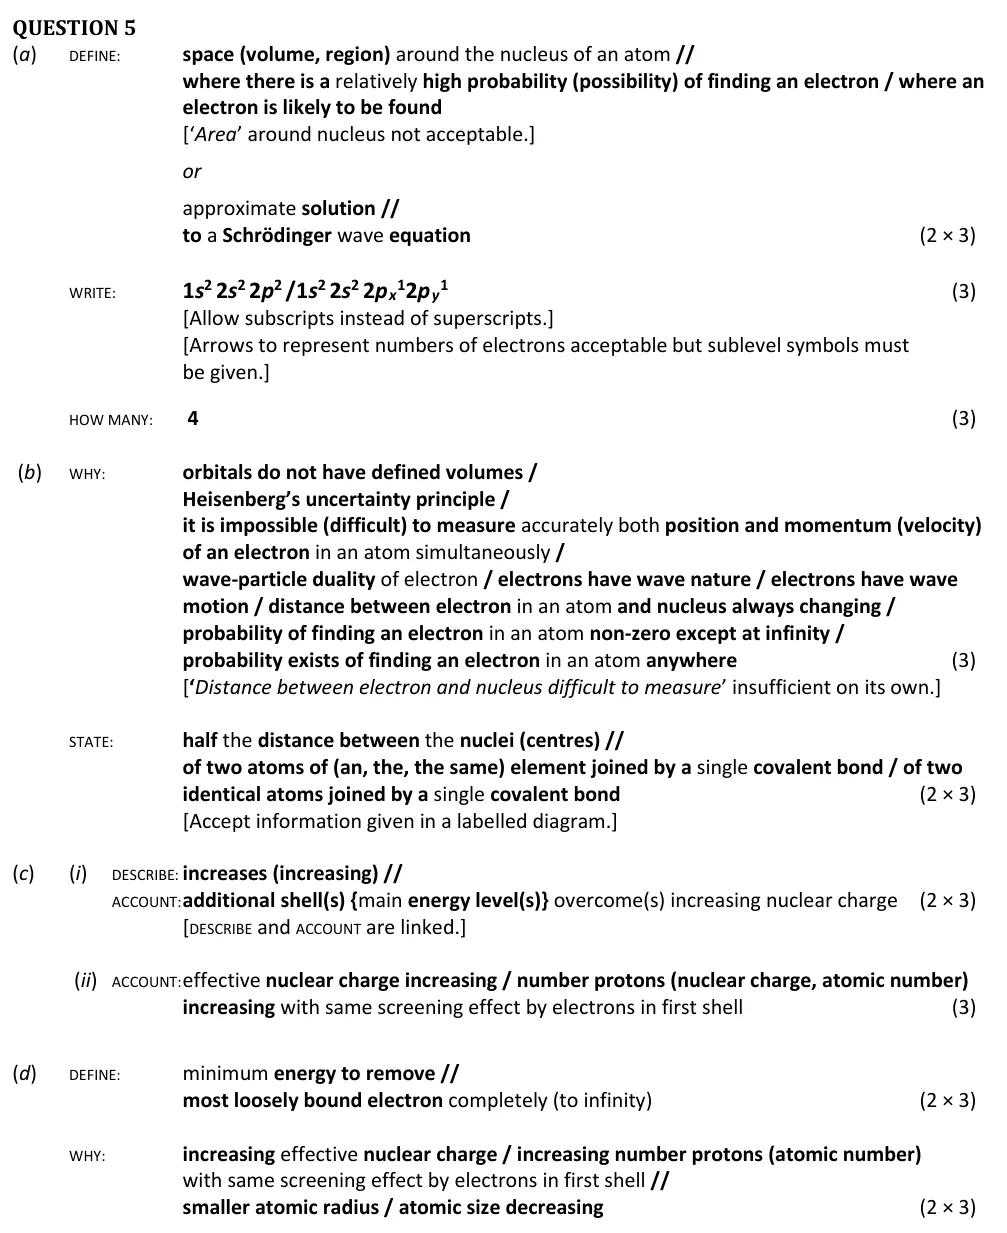 QUESTION 5
(a) DEFINE: space (volume, region) around the nucleus of an atom //
where there is a relatively high probability (possibility) of finding an electron / where an
electron is likely to be found
[‘Area’ around nucleus not acceptable.]
or
approximate solution //
to a Schrödinger wave equation (2 × 3)
WRITE: 1s² 2s² 2p² /1s² 2s² 2pₓ¹2pᵧ¹ (3)
[Allow subscripts instead of superscripts.]
[Arrows to represent numbers of electrons acceptable but sublevel symbols must
be given.]
HOW MANY: 4 (3)
(b) WHY: orbitals do not have defined volumes /
Heisenberg’s uncertainty principle /
it is impossible (difficult) to measure accurately both position and momentum (velocity)
of an electron in an atom simultaneously /
wave-particle duality of electron / electrons have wave nature / electrons have wave
motion / distance between electron in an atom and nucleus always changing /
probability of finding an electron in an atom non-zero except at infinity /
probability exists of finding an electron in an atom anywhere (3)
[‘Distance between electron and nucleus difficult to measure’ insufficient on its own.]
STATE: half the distance between the nuclei (centres) //
of two atoms of (an, the, the same) element joined by a single covalent bond / of two
identical atoms joined by a single covalent bond (2 × 3)
[Accept information given in a labelled diagram.]
(c) (i) DESCRIBE: increases (increasing) //
ACCOUNT: additional shell(s) {main energy level(s)} overcome(s) increasing nuclear charge (2 × 3)
[DESCRIBE and ACCOUNT are linked.]
(ii) ACCOUNT: effective nuclear charge increasing / number protons (nuclear charge, atomic number)
increasing with same screening effect by electrons in first shell (3)
(d) DEFINE: minimum energy to remove //
most loosely bound electron completely (to infinity) (2 × 3)
WHY: increasing effective nuclear charge / increasing number protons (atomic number)
with same screening effect by electrons in first shell //
smaller atomic radius / atomic size decreasing (2 × 3)